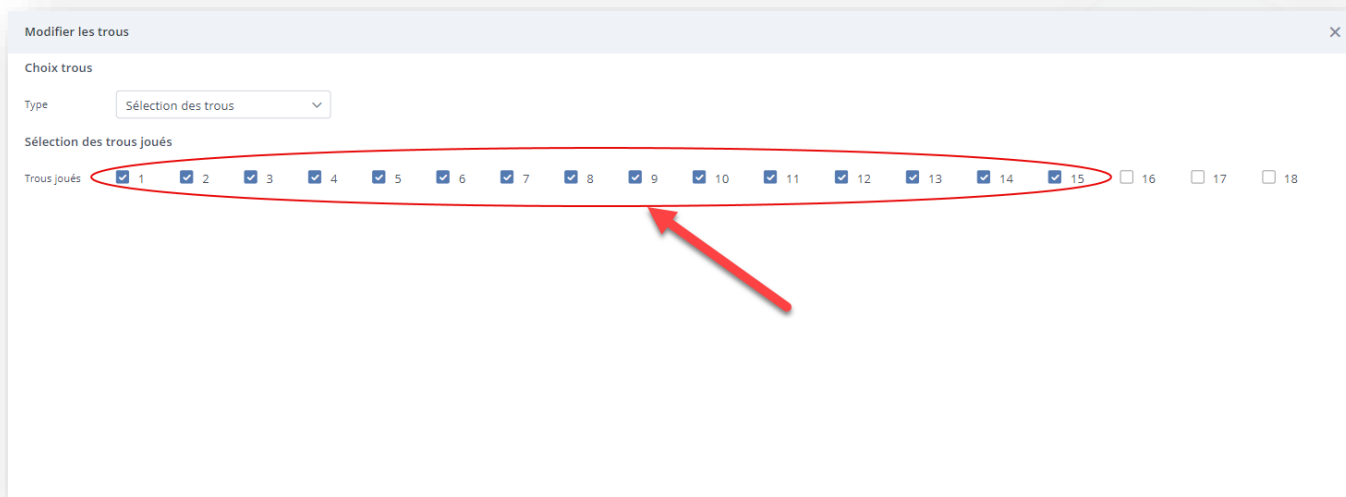 Modifier les trous
Choix trous
Type Sélection des trous
Sélection des trous joués
Trous joués 1 2 3 4 5 6 7 8 9 10 11 12 13 14 15 16 17 18